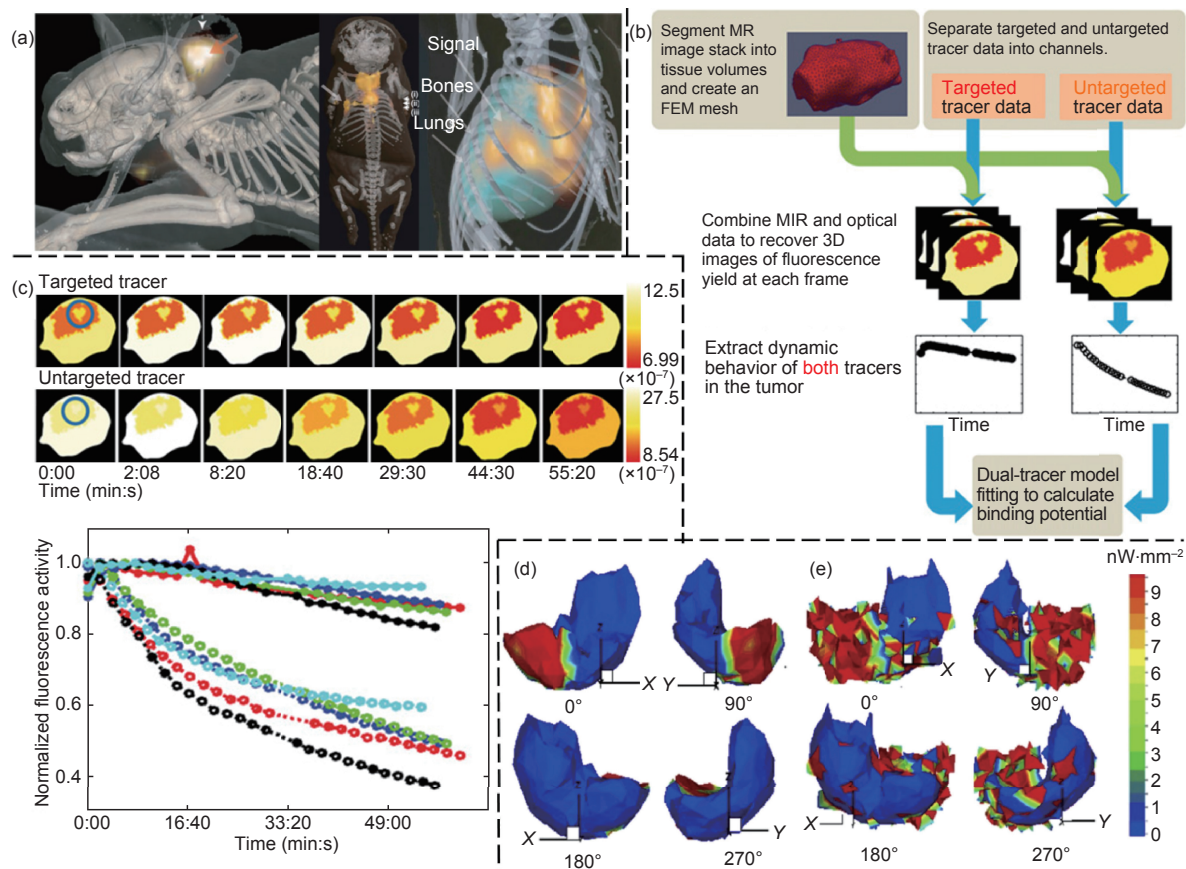 (a)
Signal
Bones
Lungs
(i)
(ii)
(iii)
(b)
Segment MR
image stack into
tissue volumes
and create an
FEM mesh
Separate targeted and untargeted
tracer data into channels.
Targeted
tracer data
Untargeted
tracer data
Combine MIR and optical
data to recover 3D
images of fluorescence
yield at each frame
Extract dynamic
behavior of both tracers
in the tumor
Time
Time
Dual-tracer model
fitting to calculate
binding potential
(c)
Targeted tracer
12.5
6.99
(×10⁻⁷)
Untargeted tracer
27.5
8.54
(×10⁻⁷)
0:00 2:08 8:20 18:40 29:30 44:30 55:20
Time (min:s)
Normalized fluorescence activity
1.0
0.8
0.6
0.4
0:00 16:40 33:20 49:00
Time (min:s)
(d)
X
0°
Y
90°
X
180°
Y
270°
(e)
X
0°
Y
90°
X
180°
Y
270°
nW·mm⁻²
9
8
7
6
5
4
3
2
1
0